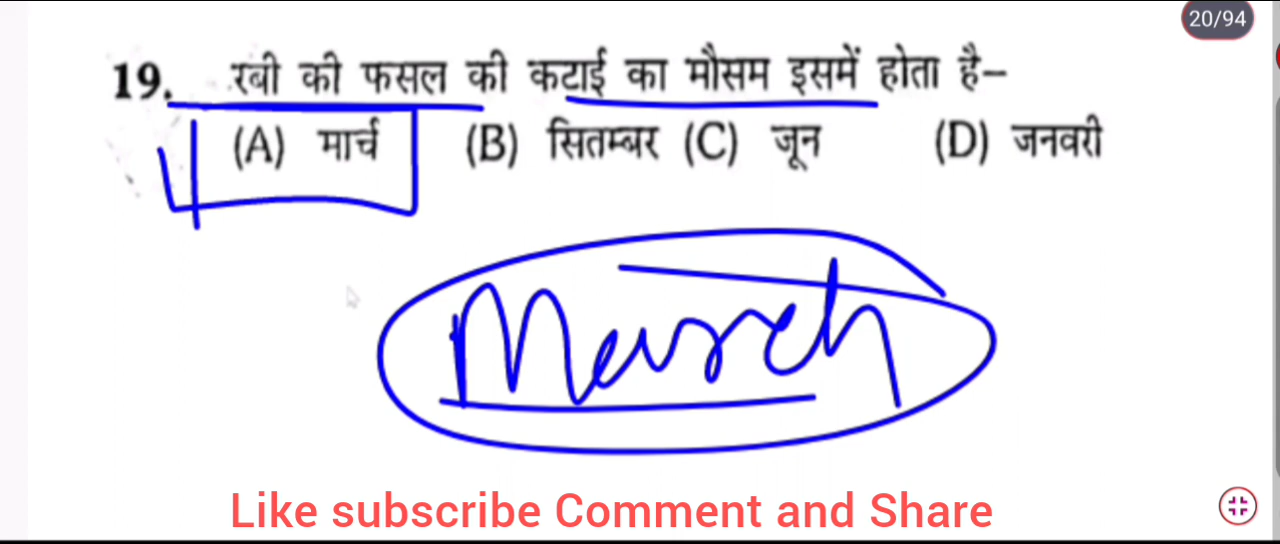 20/94
19. रबी की फसल की कटाई का मौसम इसमें होता है–
(A) मार्च (B) सितम्बर (C) जून (D) जनवरी
March
Like subscribe Comment and Share